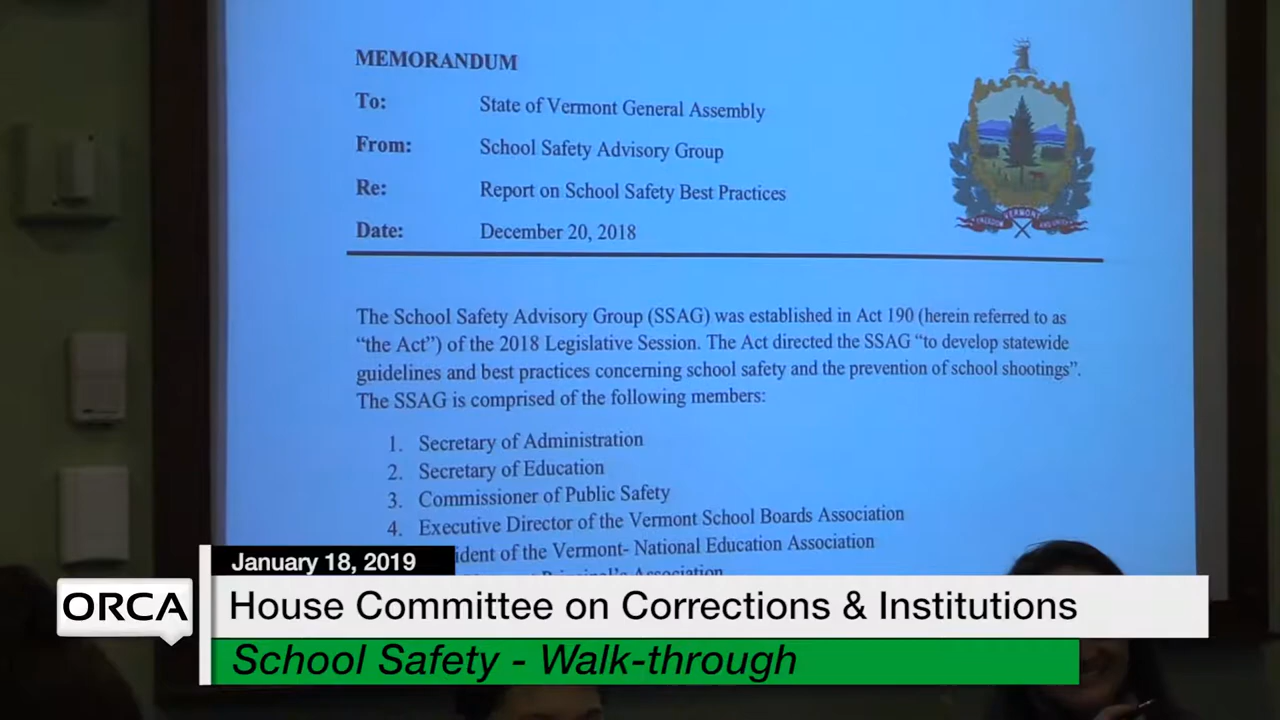 MEMORANDUM
To: State of Vermont General Assembly
From: School Safety Advisory Group
Re: Report on School Safety Best Practices
Date: December 20, 2018
VERMONT
The School Safety Advisory Group (SSAG) was established in Act 190 (herein referred to as
“the Act”) of the 2018 Legislative Session. The Act directed the SSAG “to develop statewide
guidelines and best practices concerning school safety and the prevention of school shootings”.
The SSAG is comprised of the following members:
1. Secretary of Administration
2. Secretary of Education
3. Commissioner of Public Safety
4. Executive Director of the Vermont School Boards Association
of the Vermont- National Education Association
Principal’s Association
January 18, 2019
ORCA
House Committee on Corrections & Institutions
School Safety - Walk-through